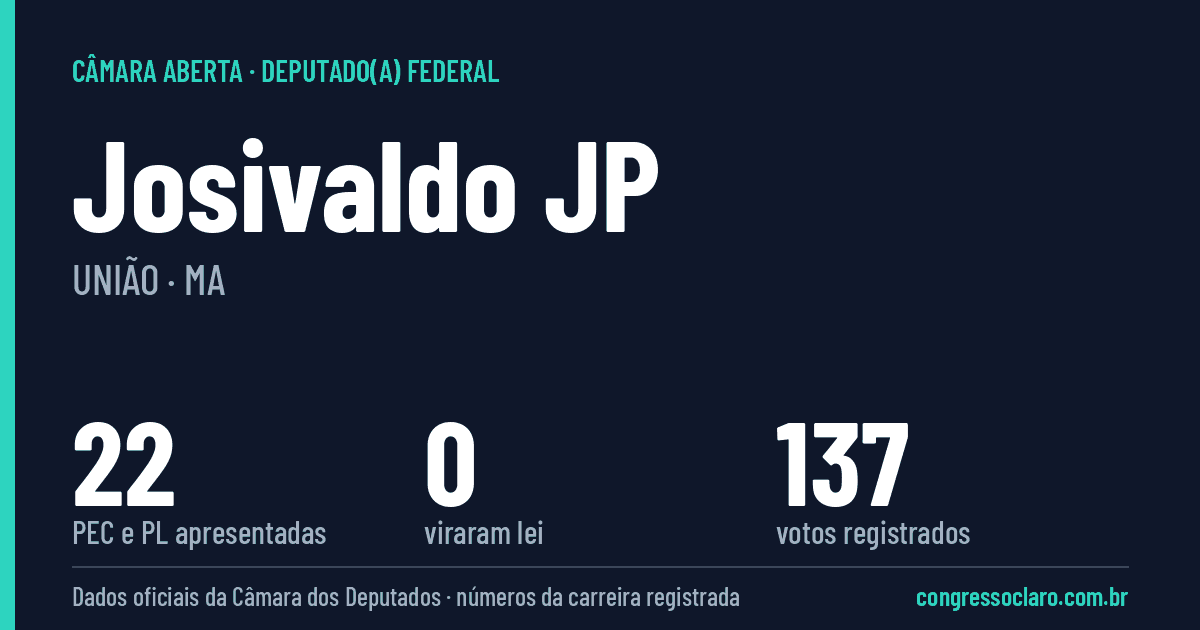 CÂMARA ABERTA · DEPUTADO(A) FEDERAL
Josivaldo JP
UNIÃO · MA
22 0 137
PEC e PL apresentadas viraram lei votos registrados
Dados oficiais da Câmara dos Deputados · números da carreira registrada congressoclaro.com.br